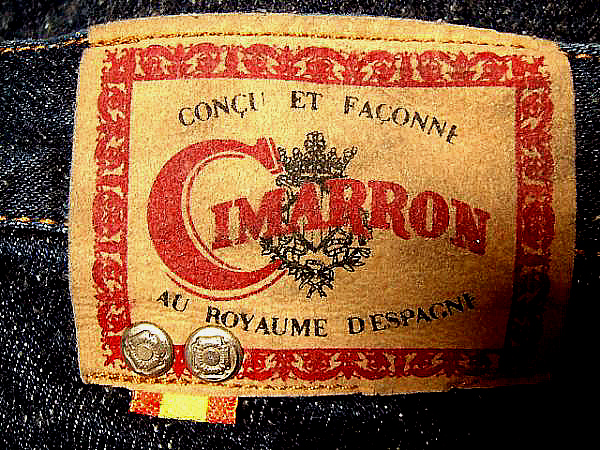 CONÇU ET FAÇONNE
CIMARRON
AU ROYAUME D'ESPAGNE